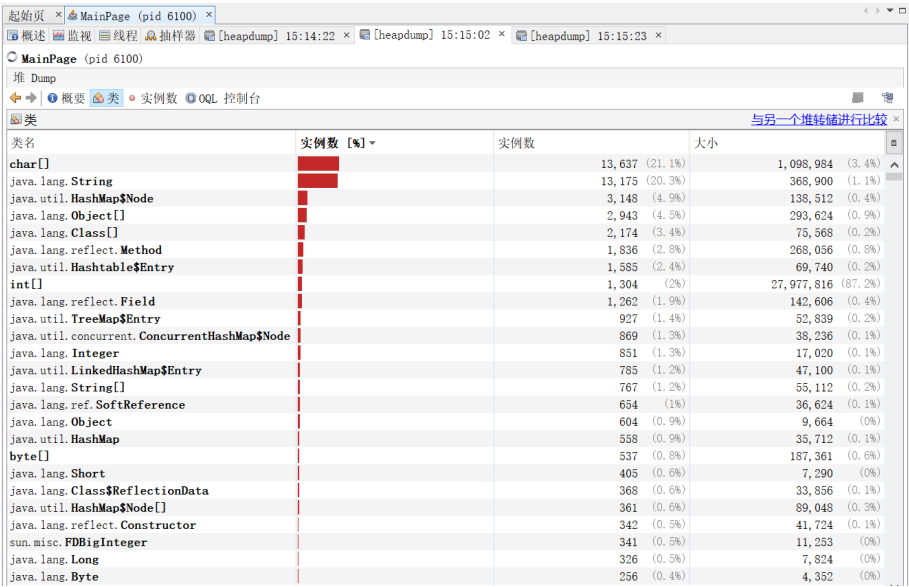 起始页 × MainPage (pid 6100) ×
概述 监视 线程 抽样器 [heapdump] 15:14:22 × [heapdump] 15:15:02 × [heapdump] 15:15:23 ×
MainPage (pid 6100)
堆 Dump
概要 类 实例数 OQL 控制台
类 与另一个堆转储进行比较 ×
类名 实例数 [%] 实例数 大小
char[] 13,637 (21.1%) 1,098,984 (3.4%)
java.lang.String 13,175 (20.3%) 368,900 (1.1%)
java.util.HashMap$Node 3,148 (4.9%) 138,512 (0.4%)
java.lang.Object[] 2,943 (4.5%) 293,624 (0.9%)
java.lang.Class[] 2,174 (3.4%) 75,568 (0.2%)
java.lang.reflect.Method 1,836 (2.8%) 268,056 (0.8%)
java.util.Hashtable$Entry 1,585 (2.4%) 69,740 (0.2%)
int[] 1,304 (2%) 27,977,816 (87.2%)
java.lang.reflect.Field 1,262 (1.9%) 142,606 (0.4%)
java.util.TreeMap$Entry 927 (1.4%) 52,839 (0.2%)
java.util.concurrent.ConcurrentHashMap$Node 869 (1.3%) 38,236 (0.1%)
java.lang.Integer 851 (1.3%) 17,020 (0.1%)
java.util.LinkedHashMap$Entry 785 (1.2%) 47,100 (0.1%)
java.lang.String[] 767 (1.2%) 55,112 (0.2%)
java.lang.ref.SoftReference 654 (1%) 36,624 (0.1%)
java.lang.Object 604 (0.9%) 9,664 (0%)
java.util.HashMap 558 (0.9%) 35,712 (0.1%)
byte[] 537 (0.8%) 187,361 (0.6%)
java.lang.Short 405 (0.6%) 7,290 (0%)
java.lang.Class$ReflectionData 368 (0.6%) 33,856 (0.1%)
java.util.HashMap$Node[] 361 (0.6%) 89,048 (0.3%)
java.lang.reflect.Constructor 342 (0.5%) 41,724 (0.1%)
sun.misc.FDBigInteger 341 (0.5%) 11,253 (0%)
java.lang.Long 326 (0.5%) 7,824 (0%)
java.lang.Byte 256 (0.4%) 4,352 (0%)